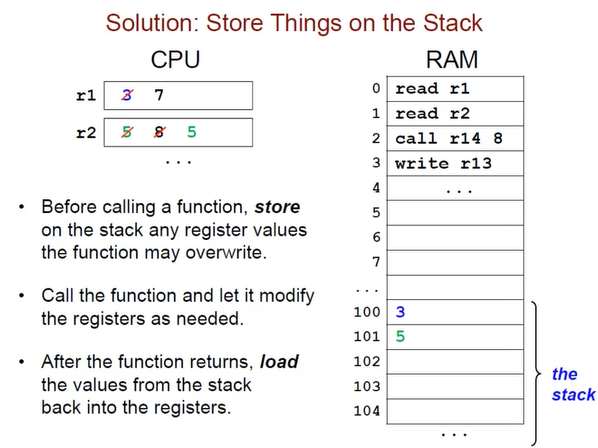 Solution: Store Things on the Stack
CPU
r1 3 7
r2 5 8 5
...
• Before calling a function, store
on the stack any register values
the function may overwrite.
• Call the function and let it modify
the registers as needed.
• After the function returns, load
the values from the stack
back into the registers.
RAM
0 read r1
1 read r2
2 call r14 8
3 write r13
4 ...
5
6
7
...
100 3
101 5
102
103
104
...
the
stack